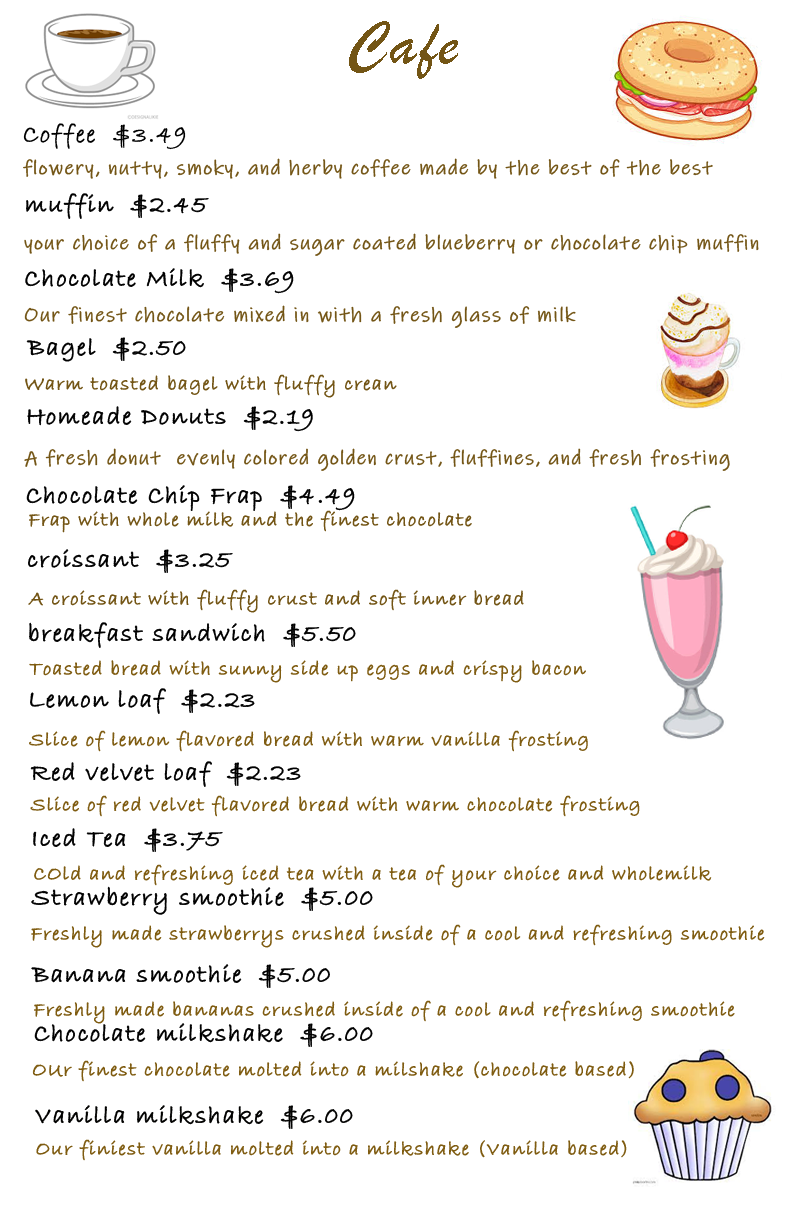 Cafe
Coffee $3.49
flowery, nutty, smoky, and herby coffee made by the best of the best
muffin $2.45
your choice of a fluffy and sugar coated blueberry or chocolate chip muffin
Chocolate Milk $3.69
Our finest chocolate mixed in with a fresh glass of milk
Bagel $2.50
Warm toasted bagel with fluffy crean
Homeade Donuts $2.19
A fresh donut evenly colored golden crust, fluffines, and fresh frosting
Chocolate Chip Frap $4.49
Frap with whole milk and the finest chocolate
croissant $3.25
A croissant with fluffy crust and soft inner bread
breakfast sandwich $5.50
Toasted bread with sunny side up eggs and crispy bacon
Lemon loaf $2.23
Slice of lemon flavored bread with warm vanilla frosting
Red velvet loaf $2.23
Slice of red velvet flavored bread with warm chocolate frosting
Iced Tea $3.75
COld and refreshing iced tea with a tea of your choice and wholemilk
Strawberry smoothie $5.00
Freshly made strawberrys crushed inside of a cool and refreshing smoothie
Banana smoothie $5.00
Freshly made bananas crushed inside of a cool and refreshing smoothie
Chocolate milkshake $6.00
OUr finest chocolate molted into a milshake (chocolate based)
Vanilla milkshake $6.00
Our finiest vanilla molted into a milkshake (Vanilla based)